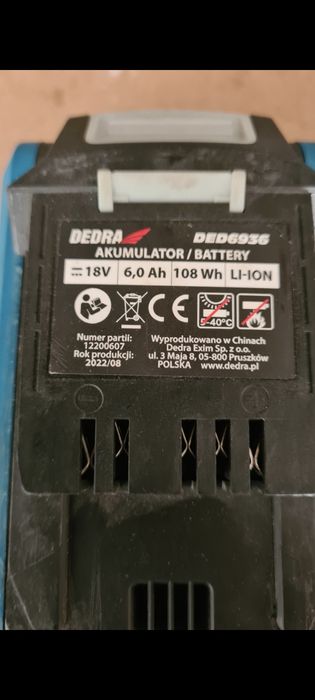 DEDRA DED6936
AKUMULATOR / BATTERY
18V 6,0 Ah 108 Wh LI-ION
CE 5-40°C
Numer partii: Wyprodukowano w Chinach
12200607 Dedra Exim Sp. z o.o.
Rok produkcji: ul. 3 Maja 8, 05-800 Pruszków
2022/08 POLSKA www.dedra.pl